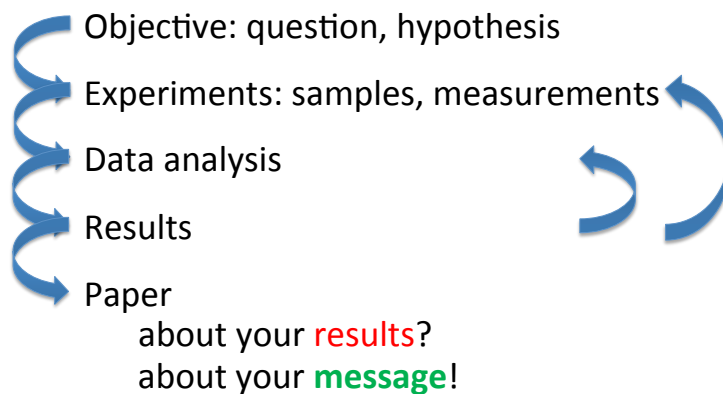 Objective: question, hypothesis
Experiments: samples, measurements
Data analysis
Results
Paper
about your results?
about your message!